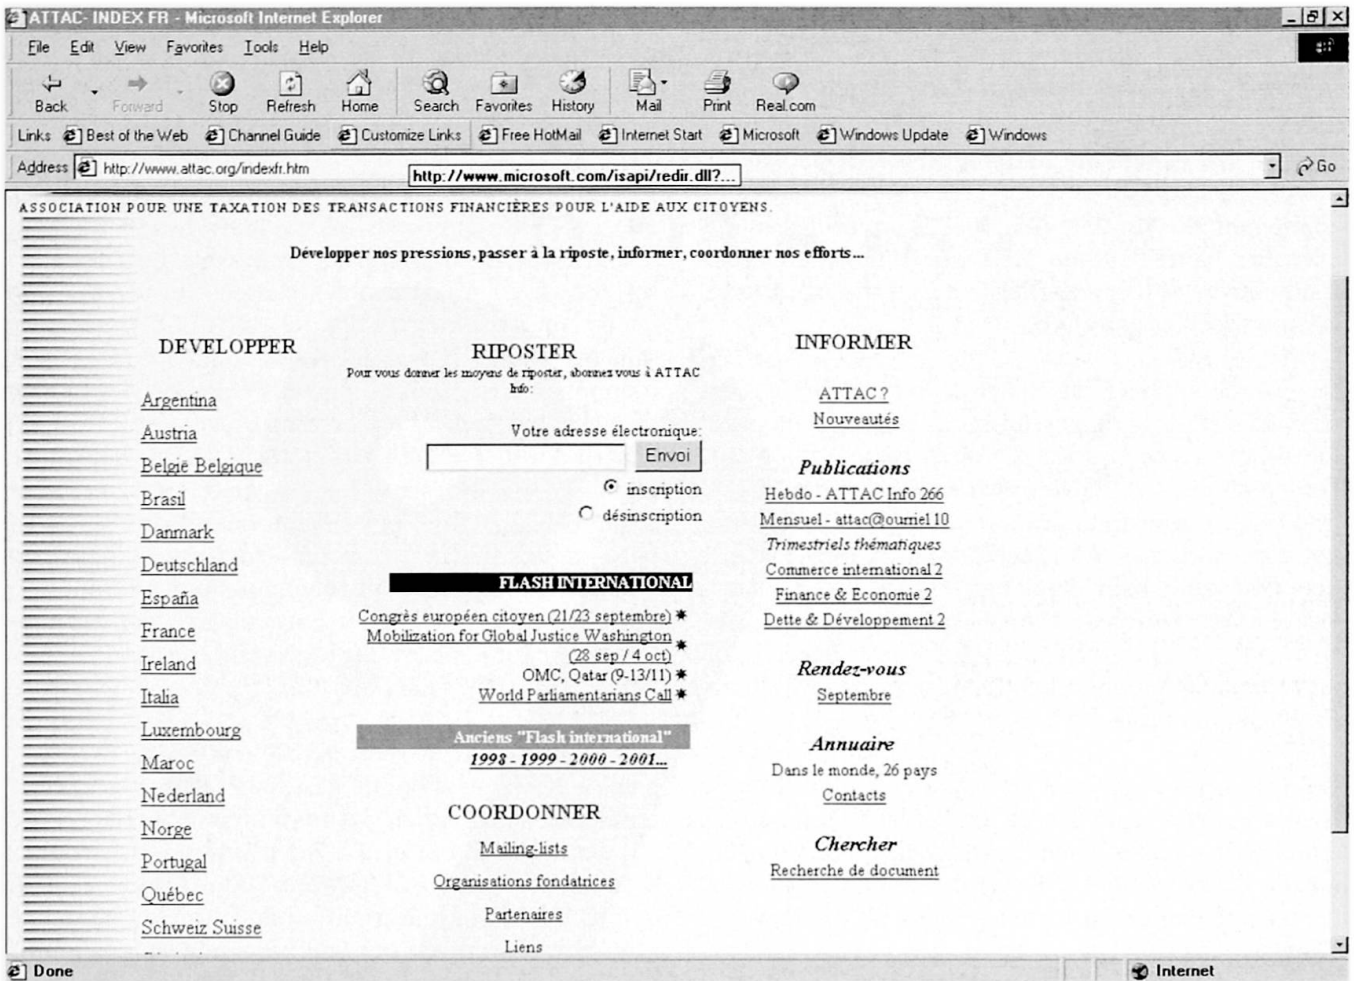 ATTAC- INDEX FR - Microsoft Internet Explorer
File Edit View Favorites Tools Help
Back Forward Stop Refresh Home Search Favorites History Mail Print Real.com
Links Best of the Web Channel Guide Customize Links Free HotMail Internet Start Microsoft Windows Update Windows
Address http://www.attac.org/indexfr.htm Go
http://www.microsoft.com/isapi/redir.dll?...
ASSOCIATION POUR UNE TAXATION DES TRANSACTIONS FINANCIÈRES POUR L'AIDE AUX CITOYENS
Développer nos pressions, passer à la riposte, informer, coordonner nos efforts...
DEVELOPPER
Argentina
Austria
België Belgique
Brasil
Danmark
Deutschland
España
France
Ireland
Italia
Luxembourg
Maroc
Nederland
Norge
Portugal
Québec
Schweiz Suisse
RIPOSTER
Pour vous donner les moyens de riposter, abonnez vous à ATTAC
Info:
Votre adresse électronique:
Envoi
inscription
désinscription
FLASH INTERNATIONAL
Congrès européen citoyen (21/23 septembre) *
Mobilization for Global Justice Washington
(28 sep / 4 oct) *
OMC, Qatar (9-13/11) *
World Parliamentarians Call *
Anciens "Flash international"
1998 - 1999 - 2000 - 2001...
COORDONNER
Mailing-lists
Organisations fondatrices
Partenaires
Liens
INFORMER
ATTAC ?
Nouveautés
Publications
Hebdo - ATTAC Info 266
Mensuel - attac@ourriel 10
Trimestriels thématiques
Commerce international 2
Finance & Economie 2
Dette & Développement 2
Rendez-vous
Septembre
Annuaire
Dans le monde, 26 pays
Contacts
Chercher
Recherche de document
Done Internet